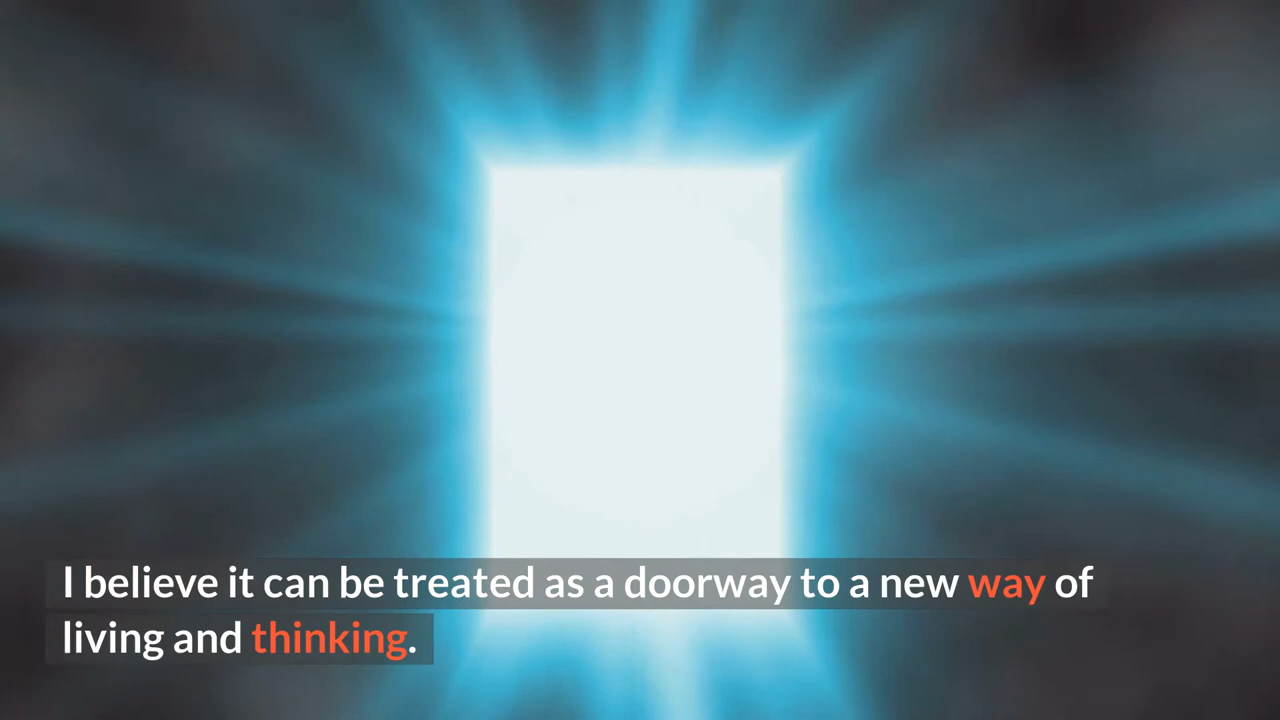 I believe it can be treated as a doorway to a new way of
living and thinking.